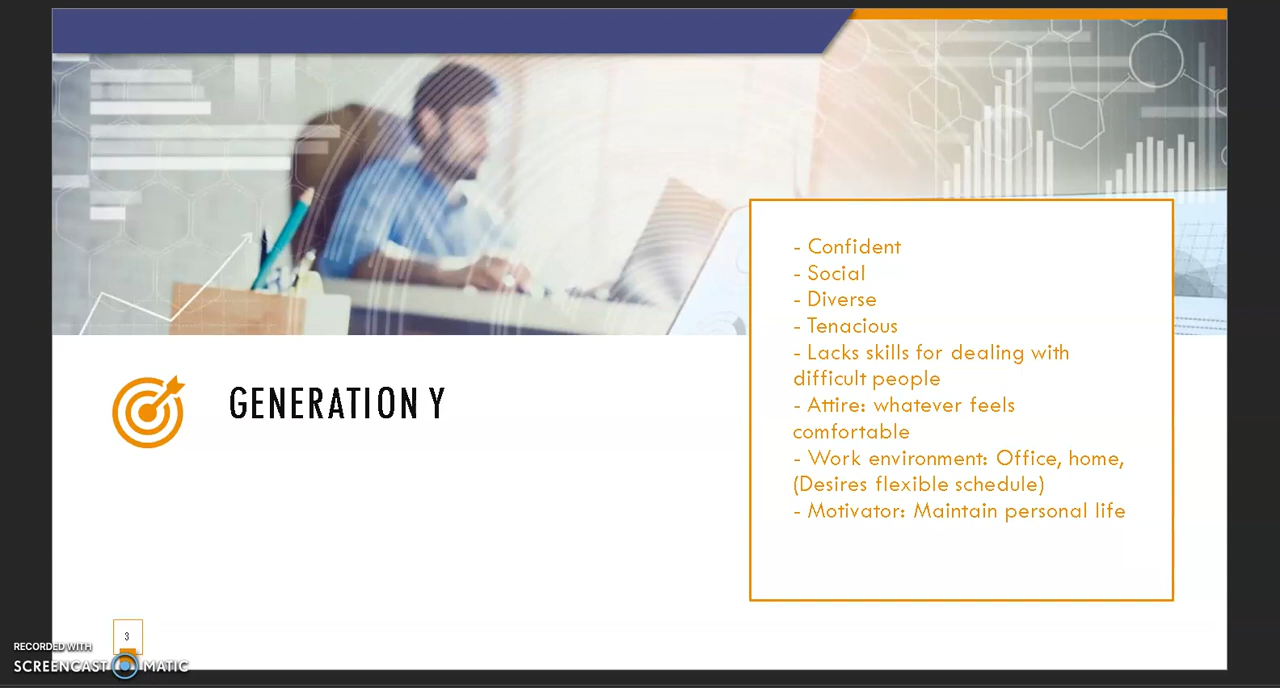 - Confident
- Social
- Diverse
- Tenacious
- Lacks skills for dealing with
difficult people
- Attire: whatever feels
comfortable
- Work environment: Office, home,
(Desires flexible schedule)
- Motivator: Maintain personal life
GENERATION Y
3
RECORDED WITH
SCREENCAST MATIC